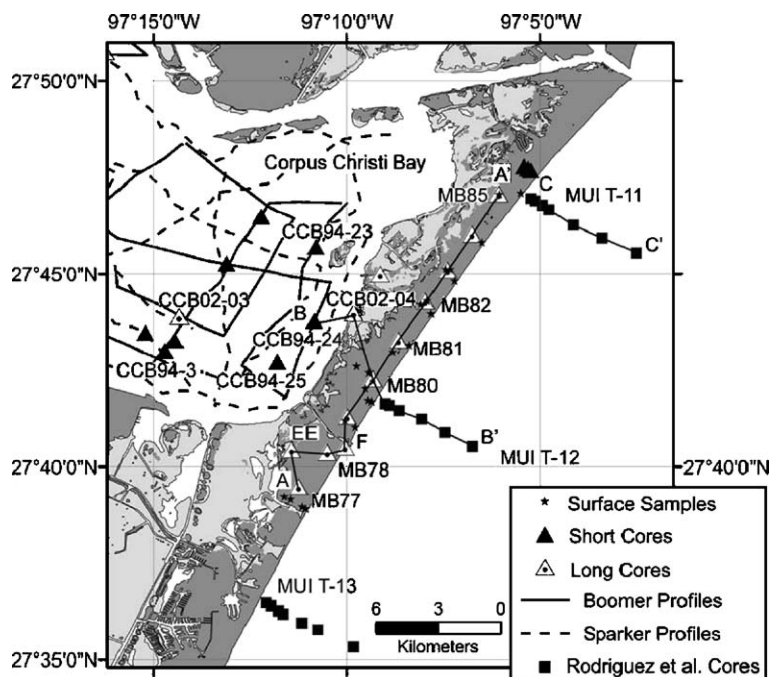 97°15'0"W 97°10'0"W 97°5'0"W
27°50'0"N
Corpus Christi Bay
A'
MB85
C
MUI T-11
CCB94-23
C'
27°45'0"N
CCB02-03
CCB02-04
B
MB82
CCB94-24
MB81
CCB94-3
CCB94-25
MB80
EE
F
B'
27°40'0"N
27°40'0"N
MB78
MUI T-12
A
MB77
MUI T-13
6 3 0
Kilometers
27°35'0"N
Surface Samples
Short Cores
Long Cores
Boomer Profiles
Sparker Profiles
Rodriguez et al. Cores